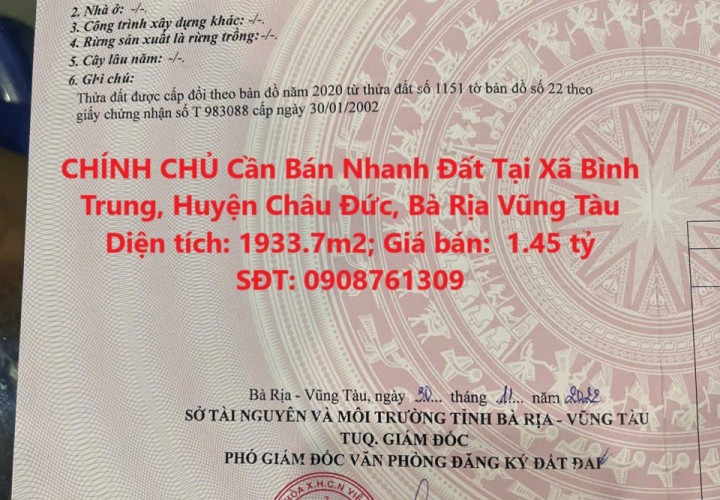 2. Nhà ở: -/-.
3. Công trình xây dựng khác: -/-.
4. Rừng sản xuất là rừng trồng:-/-.
5. Cây lâu năm: -/-.
6. Ghi chú:
Thửa đất được cấp đổi theo bản đồ năm 2020 từ thửa đất số 1151 tờ bản đồ số 22 theo
giấy chứng nhận số T 983088 cấp ngày 30/01/2002
CHÍNH CHỦ Cần Bán Nhanh Đất Tại Xã Bình
Trung, Huyện Châu Đức, Bà Rịa Vũng Tàu
Diện tích: 1933.7m2; Giá bán: 1.45 tỷ
SĐT: 0908761309
Bà Rịa - Vũng Tàu, ngày 30... tháng .11... năm 2022
SỞ TÀI NGUYÊN VÀ MÔI TRƯỜNG TỈNH BÀ RỊA - VŨNG TÀU
TUQ. GIÁM ĐỐC
PHÓ GIÁM ĐỐC VĂN PHÒNG ĐĂNG KÝ ĐẤT ĐAI